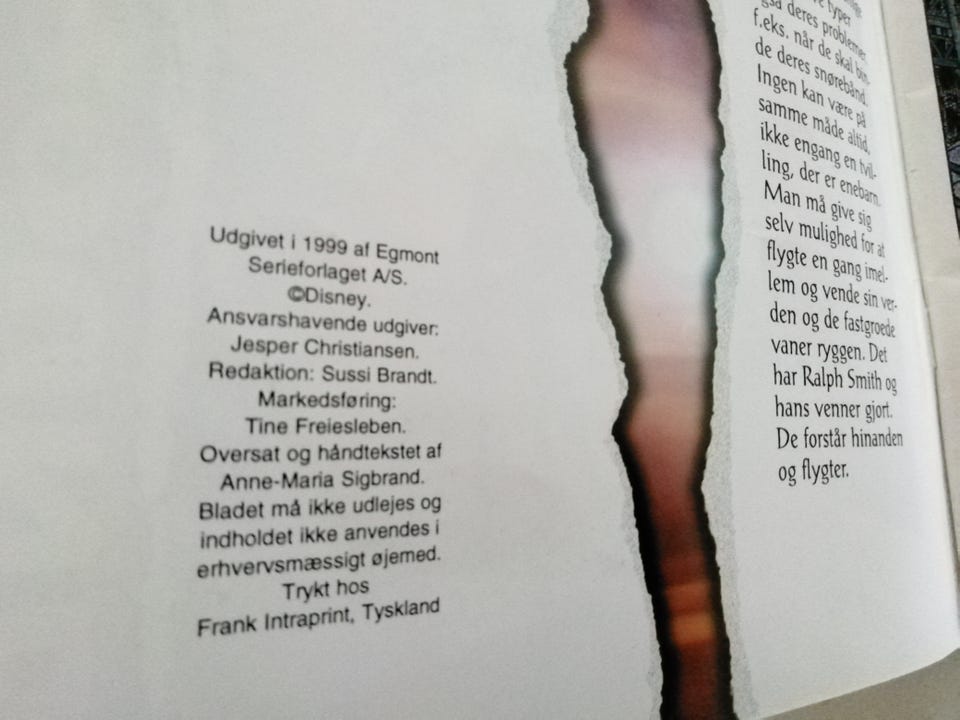 Udgivet i 1999 af Egmont
Serieforlaget A/S.
©Disney.
Ansvarshavende udgiver:
Jesper Christiansen.
Redaktion: Sussi Brandt.
Markedsføring:
Tine Freiesleben.
Oversat og håndtekstet af
Anne-Maria Sigbrand.
Bladet må ikke udlejes og
indholdet ikke anvendes i
erhvervsmæssigt øjemed.
Trykt hos
Frank Intraprint, Tyskland
typer
deres problemer
f.eks. når de skal bin-
de deres snørebånd.
Ingen kan være på
samme måde altid,
ikke engang en tvil-
ling, der er enebarn.
Man må give sig
selv mulighed for at
flygte en gang imel-
lem og vende sin ver-
den og de fastgroede
vaner ryggen. Det
har Ralph Smith og
hans venner gjort.
De forstår hinanden
og flygter.